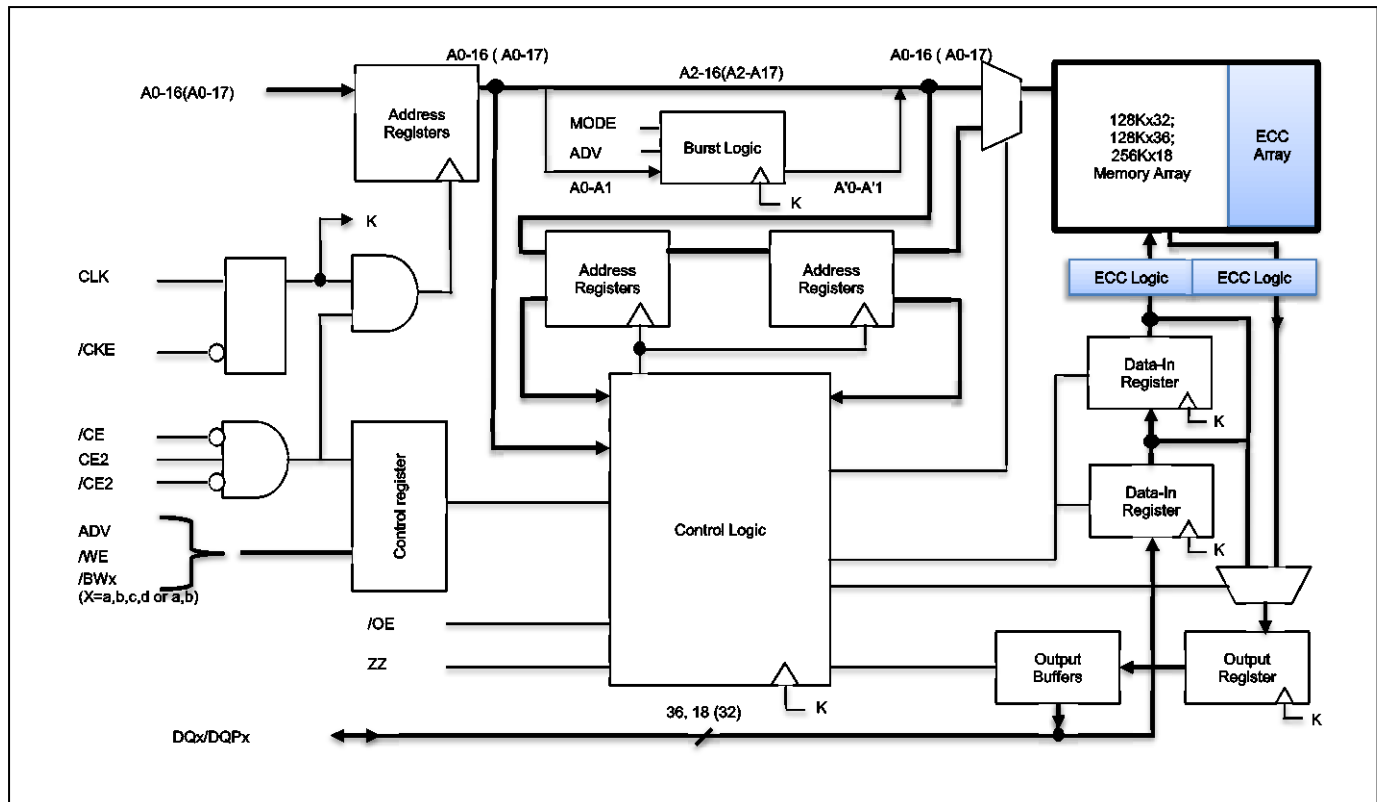 A0-16 ( A0-17)
A2-16(A2-A17)
A0-16 ( A0-17)
A0-16(A0-17)
Address
Registers
MODE
ADV
Burst Logic
A0-A1
A'0-A'1
K
128Kx32;
128Kx36;
256Kx18
Memory Array
ECC
Array
K
CLK
/CKE
Address
Registers
Address
Registers
ECC Logic
ECC Logic
Data-In
Register
K
/CE
CE2
/CE2
Control register
Control Logic
Data-In
Register
K
ADV
/WE
/BWx
(X=a,b,c,d or a,b)
/OE
ZZ
K
Output
Buffers
Output
Register
K
36, 18 (32)
DQx/DQPx